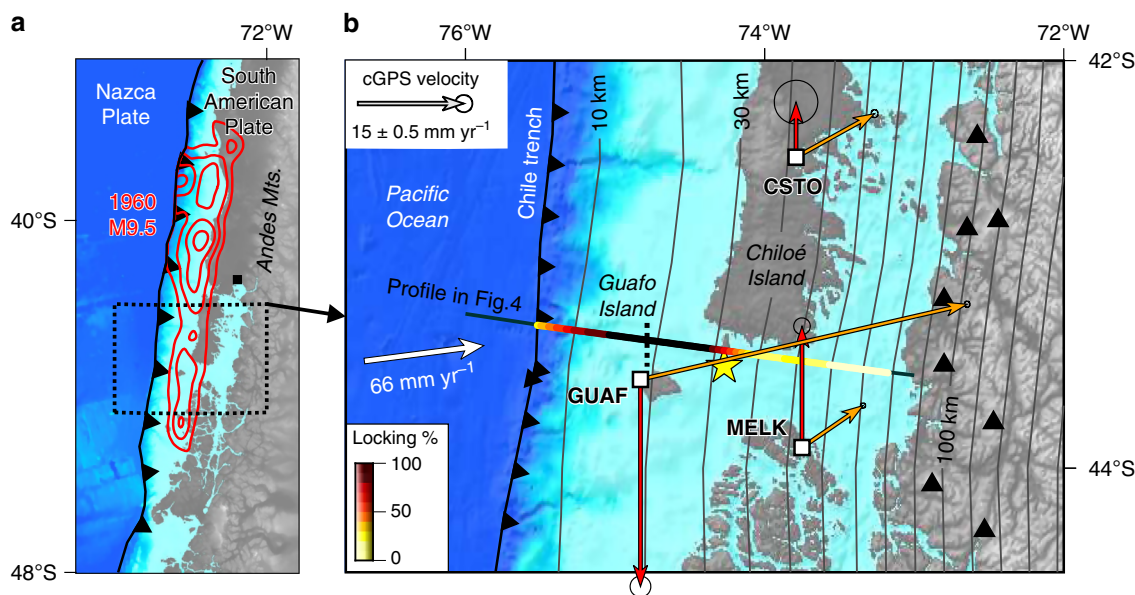 a
72°W
Nazca
Plate
South
American
Plate
1960
M9.5
Andes Mts.
40°S
48°S
b
76°W
74°W
72°W
42°S
44°S
cGPS velocity
15 ± 0.5 mm yr⁻¹
Chile trench
10 km
30 km
100 km
Pacific
Ocean
CSTO
Chiloé
Island
Guafo
Island
Profile in Fig.4
66 mm yr⁻¹
GUAF
MELK
Locking %
100
50
0